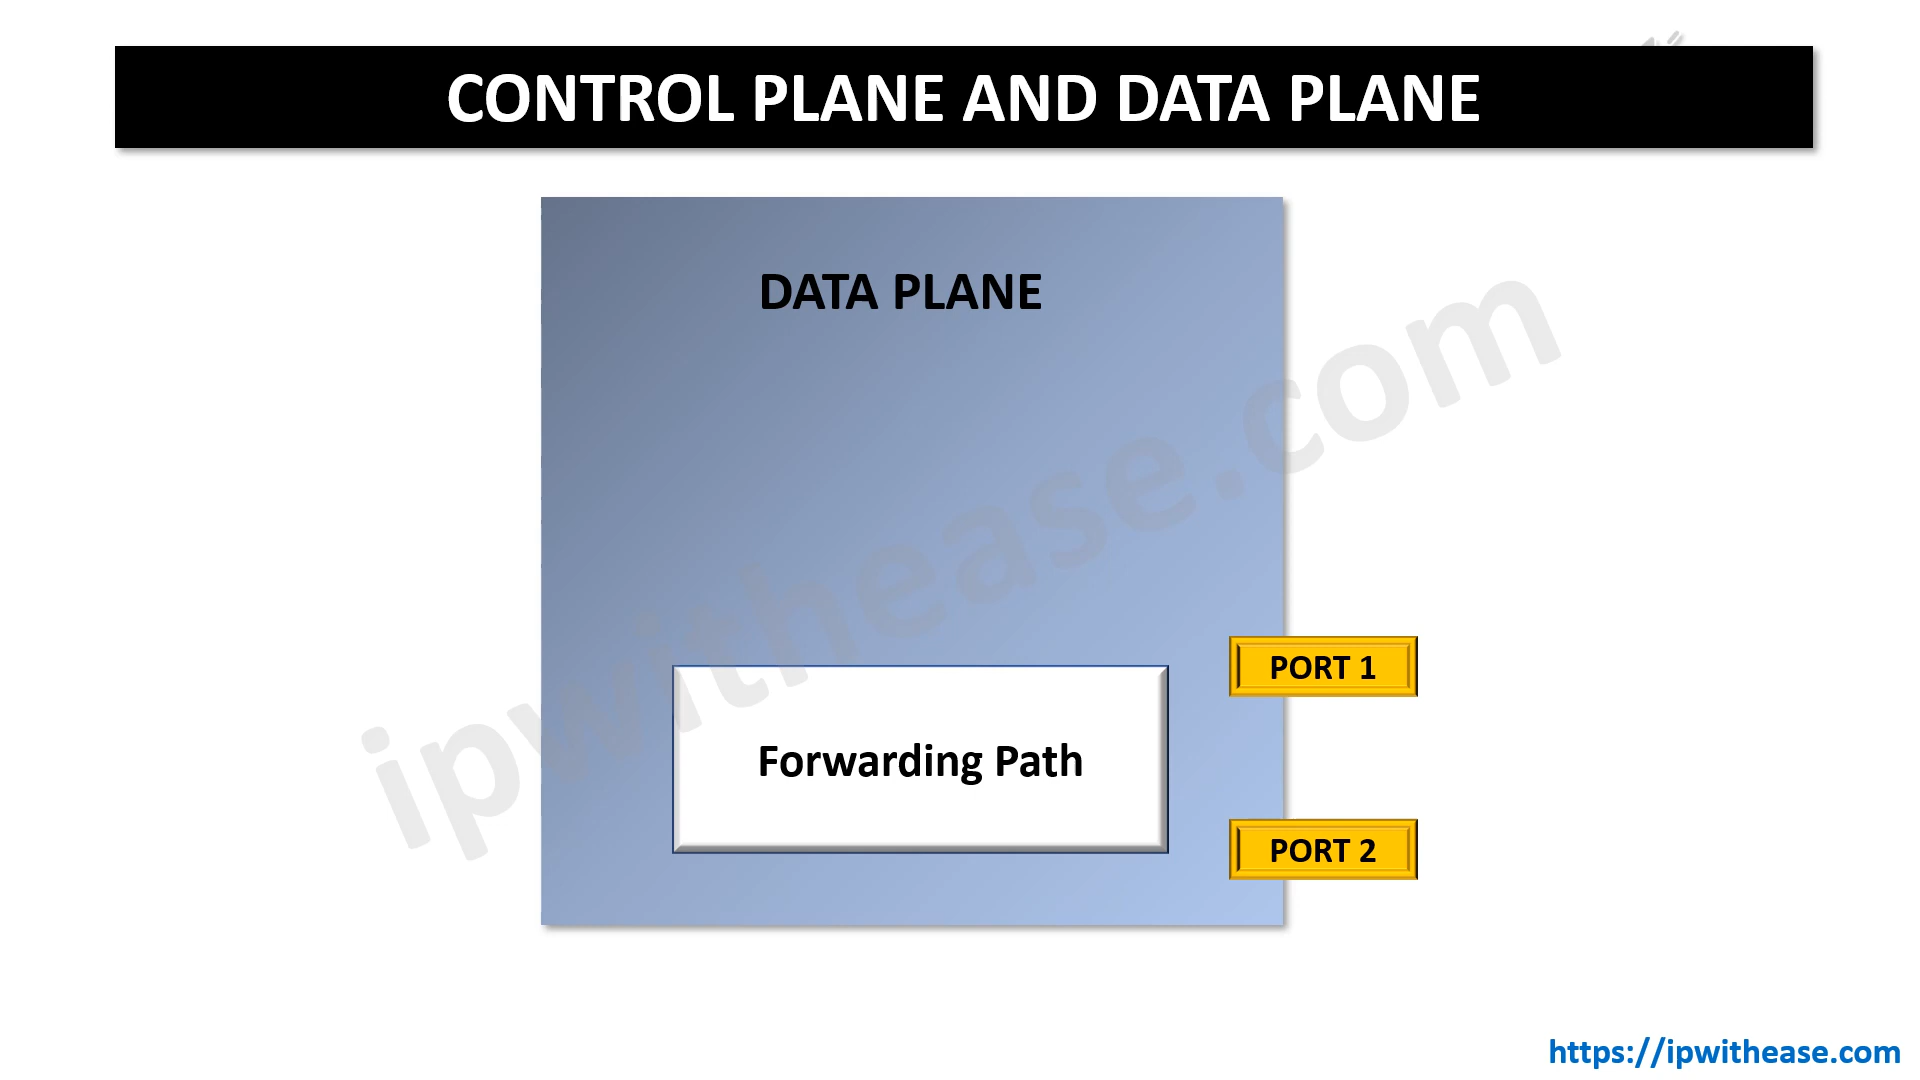 CONTROL PLANE AND DATA PLANE
DATA PLANE
ipwithease.com
PORT 1
Forwarding Path
PORT 2
https://ipwithease.com